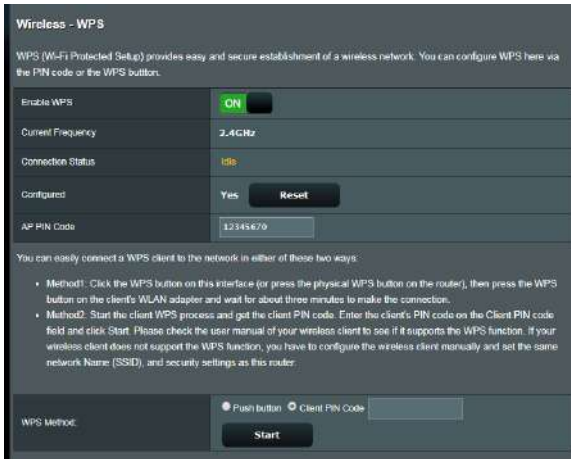 Wireless - WPS
WPS (Wi-Fi Protected Setup) provides easy and secure establishment of a wireless network. You can configure WPS here via
the PIN code or the WPS buttton.
Enable WPS
ON
Current Frequency
2.4GHz
Connection Status
Idle
Configured
Yes
Reset
AP PIN Code
12345670
You can easily connect a WPS client to the network in either of these two ways:
Method1: Click the WPS button on this interface (or press the physical WPS button on the router), then press the WPS
button on the client's WLAN adapter and wait for about three minutes to make the connection.
Method2: Start the client WPS process and get the client PIN code. Enter the client's PIN code on the Client PIN code
field and click Start. Please check the user manual of your wireless client to see if it supports the WPS function. If your
wireless client does not support the WPS function, you have to configure the wireless client manually and set the same
network Name (SSID), and security settings as this router.
WPS Method:
Push button
Client PIN Code
Start